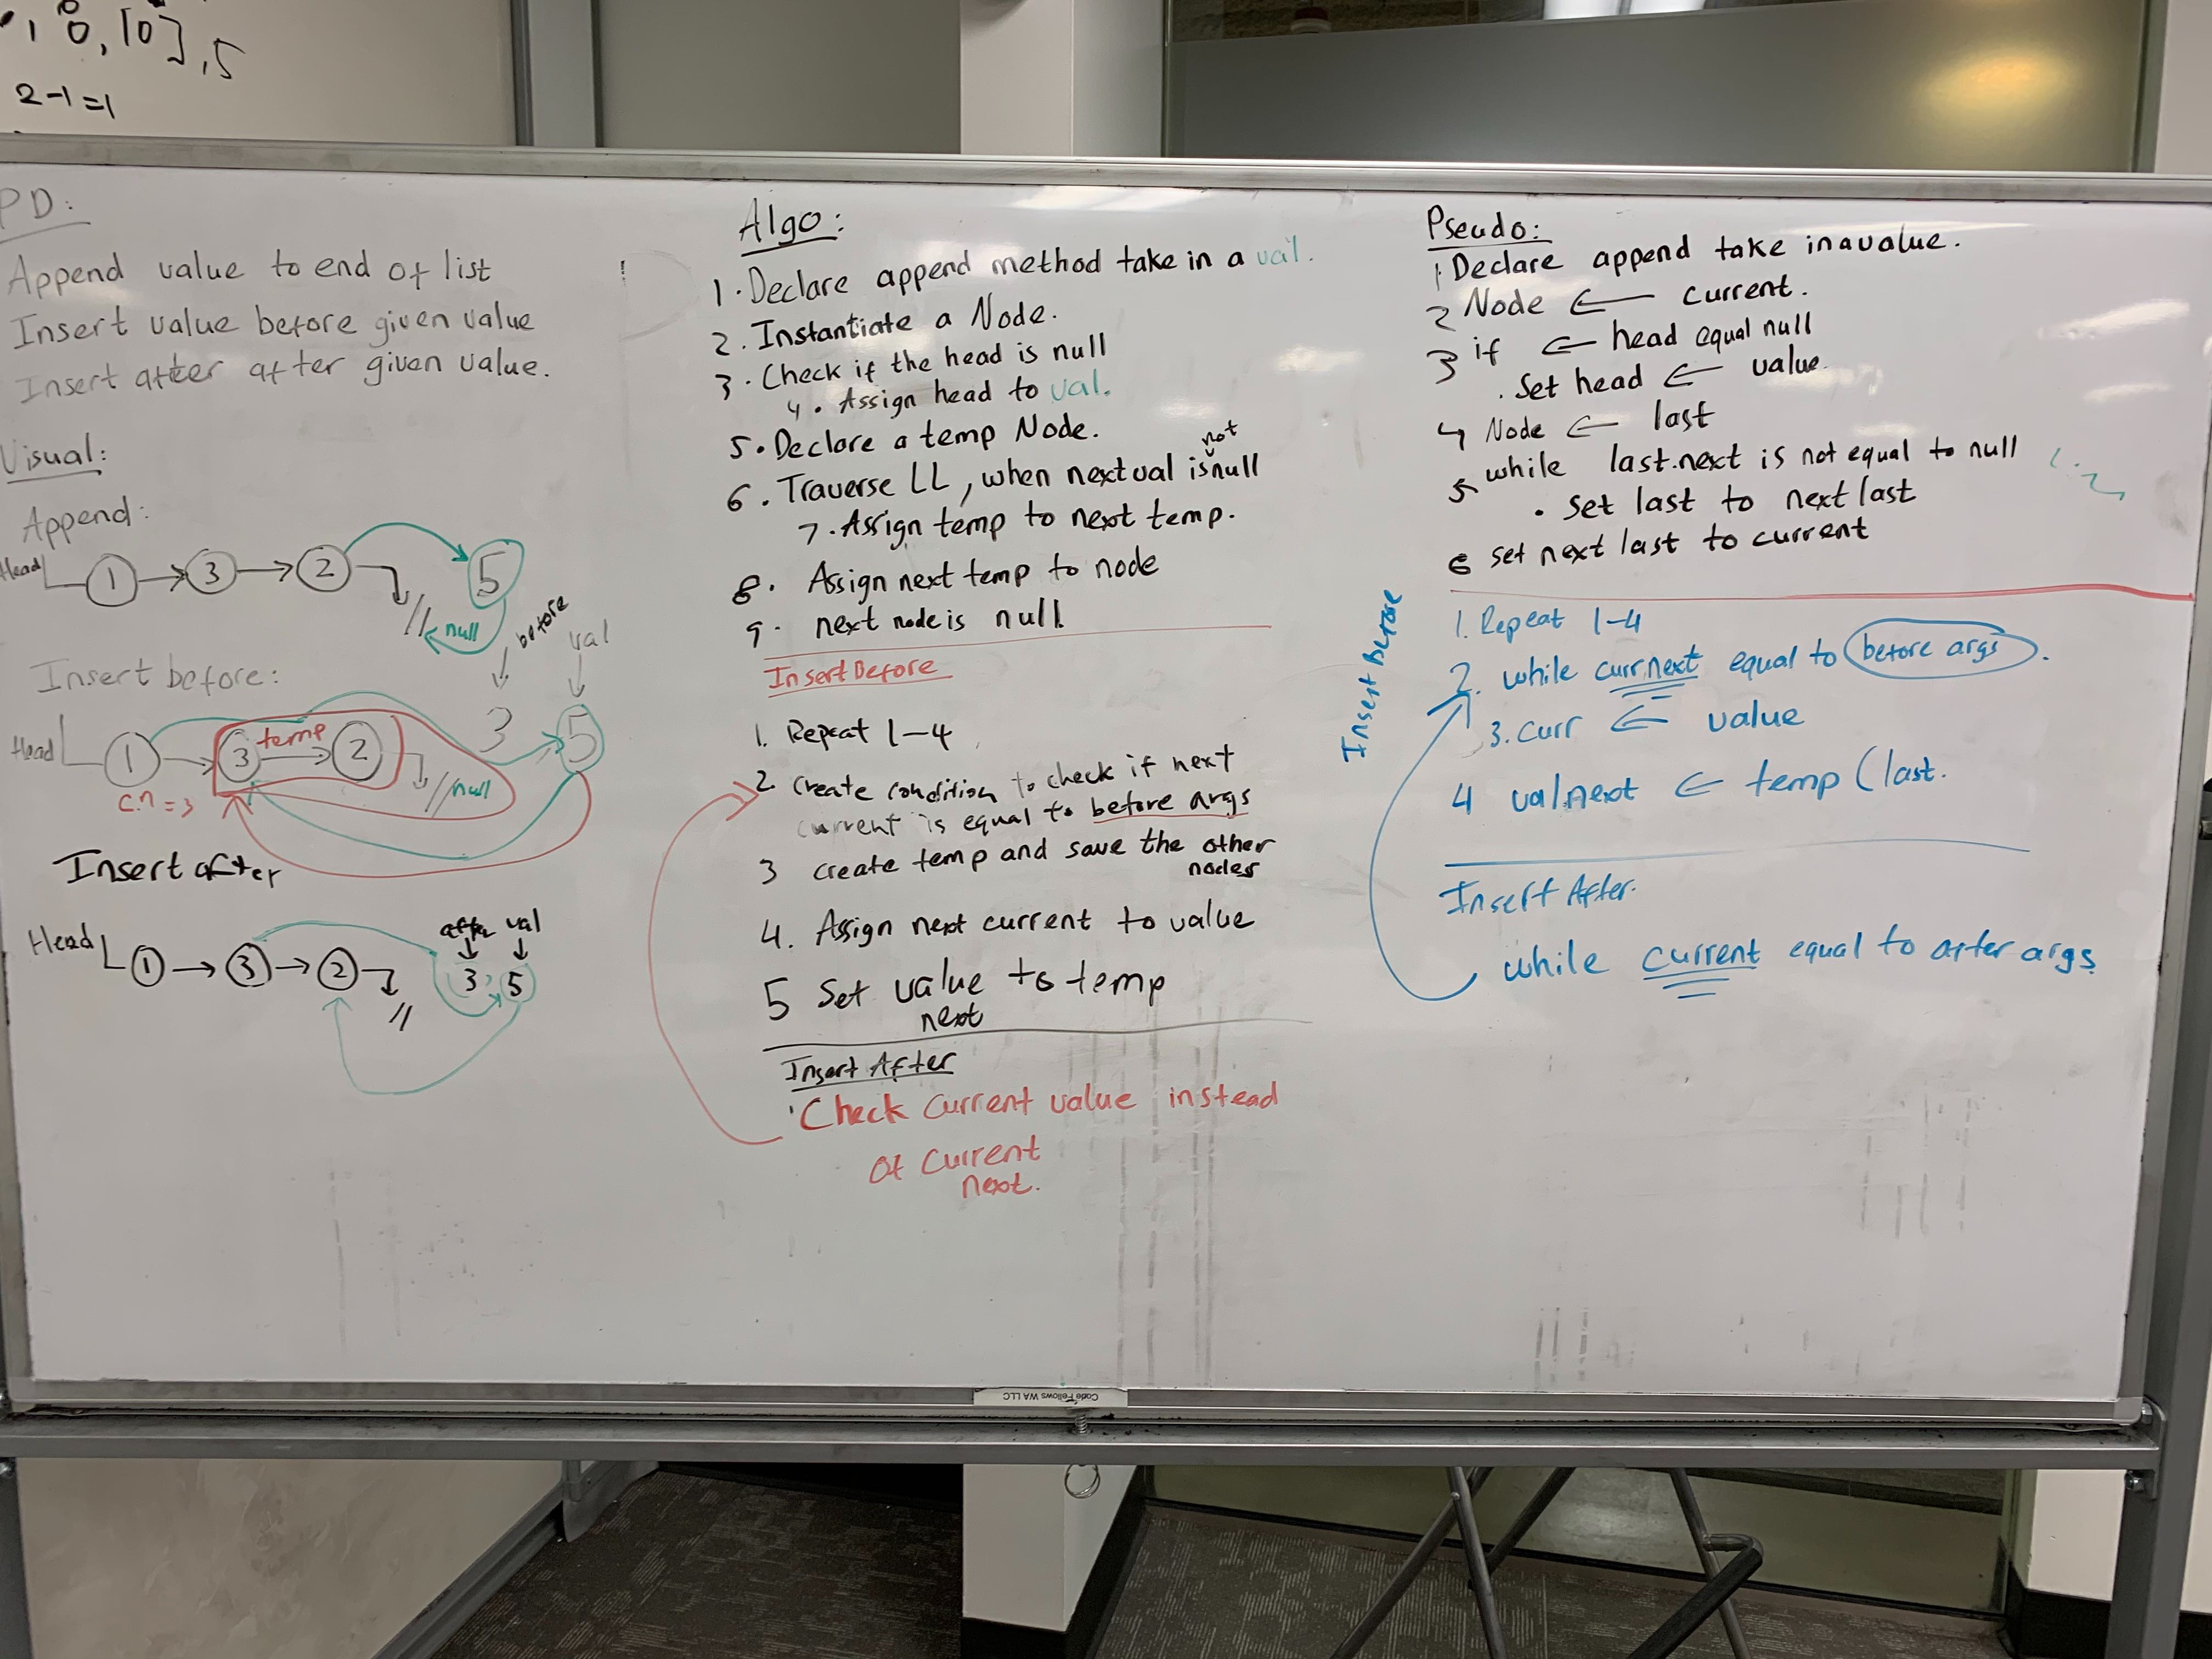 , 0, [0], 5
2-1=1
PD:
Append value to end of list
Insert value before given value
Insert after after given value.
Visual:
Append:
Head
1
3
2
5
null
Insert before:
before
val
Head
1
3
temp
2
3
5
null
c.n = 3
Insert after
Head
1
3
2
after val
3, 5
Algo:
1. Declare append method take in a val.
2. Instantiate a Node.
3. Check if the head is null
4. Assign head to val.
5. Declare a temp Node.
not
6. Traverse LL, when next val is null
7. Assign temp to next temp.
8. Assign next temp to node
9. next node is null
Insert Before
1. Repeat 1-4
2. Create condition to check if next
current is equal to before args
3 create temp and save the other
nodes
4. Assign next current to value
5 Set value to temp
next
Insert After
Check current value instead
of current
next.
Pseudo:
1. Declare append take in a value.
2 Node ← current.
3 if ← head equal null
. Set head ← value.
4 Node ← last
5 while last.next is not equal to null
. Set last to next last
6 set next last to current
Insert Before
1. Repeat 1-4
2. while curr.next equal to before args.
3. Curr ← value
4 val.next ← temp (last.
Insert After.
while current equal to after args
Code Fellows WA LLC